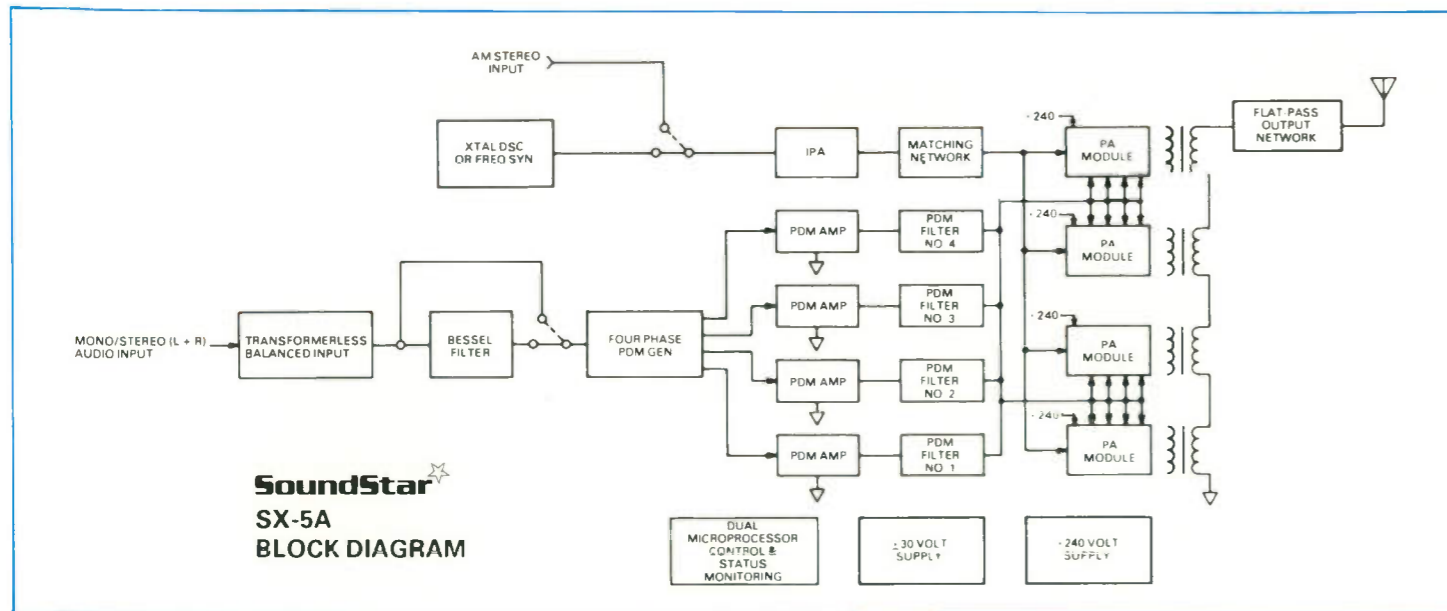 AM STEREO
INPUT
XTAL OSC
OR FREQ SYN
IPA
MATCHING
NETWORK
-240
PA
MODULE
FLAT-PASS
OUTPUT
NETWORK
PDM AMP
PDM
FILTER
NO. 4
-240
PA
MODULE
MONO/STEREO (L + R)
AUDIO INPUT
TRANSFORMERLESS
BALANCED INPUT
BESSEL
FILTER
FOUR PHASE
PDM GEN
PDM AMP
PDM
FILTER
NO. 3
-240
PA
MODULE
PDM AMP
PDM
FILTER
NO. 2
-240
PA
MODULE
PDM AMP
PDM
FILTER
NO. 1
SoundStar
SX-5A
BLOCK DIAGRAM
DUAL
MICROPROCESSOR
CONTROL &
STATUS
MONITORING
±30 VOLT
SUPPLY
-240 VOLT
SUPPLY